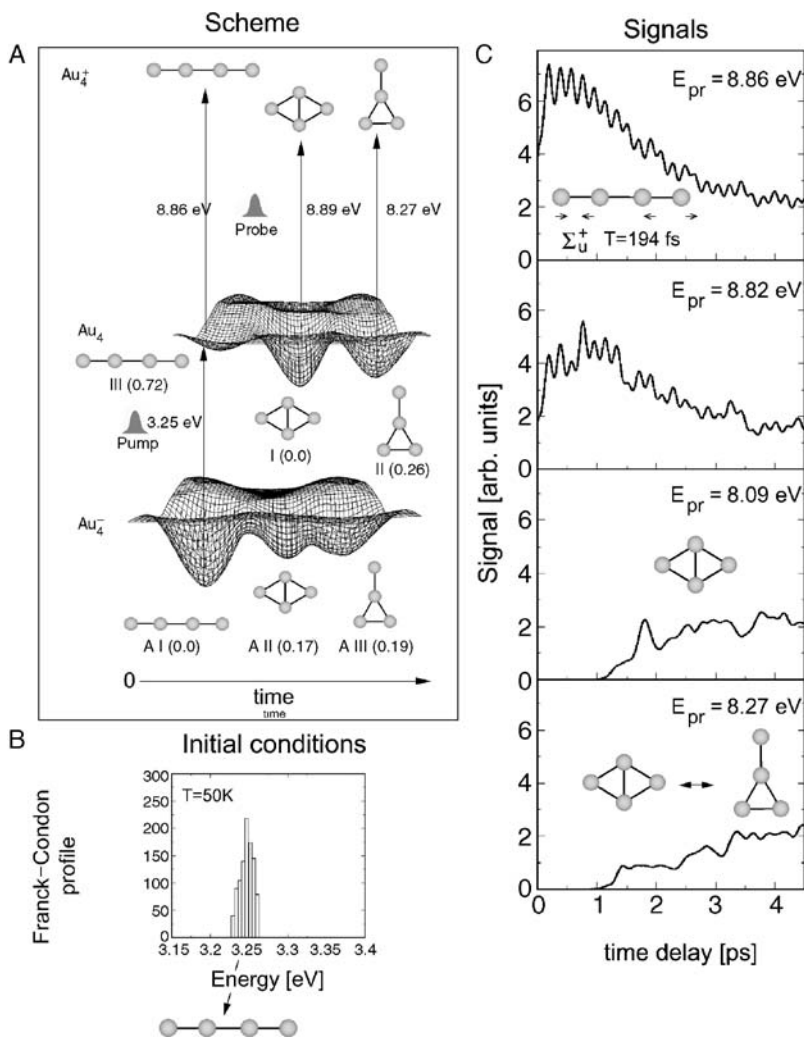 Scheme
A
Au₄⁺
8.86 eV
Probe
8.89 eV
8.27 eV
Au₄
III (0.72)
3.25 eV
Pump
I (0.0)
II (0.26)
Au₄⁻
A I (0.0)
A II (0.17)
A III (0.19)
0
time
time
B
Initial conditions
Franck–Condon
profile
300
250
200
150
100
50
0
T=50K
3.15
3.2
3.25
3.3
3.35
3.4
Energy [eV]
C
Signals
Signal [arb. units]
E_pr = 8.86 eV
6
4
2
0
Σ_u⁺ T=194 fs
E_pr = 8.82 eV
6
4
2
0
E_pr = 8.09 eV
6
4
2
0
E_pr = 8.27 eV
6
4
2
0
0
1
2
3
4
time delay [ps]